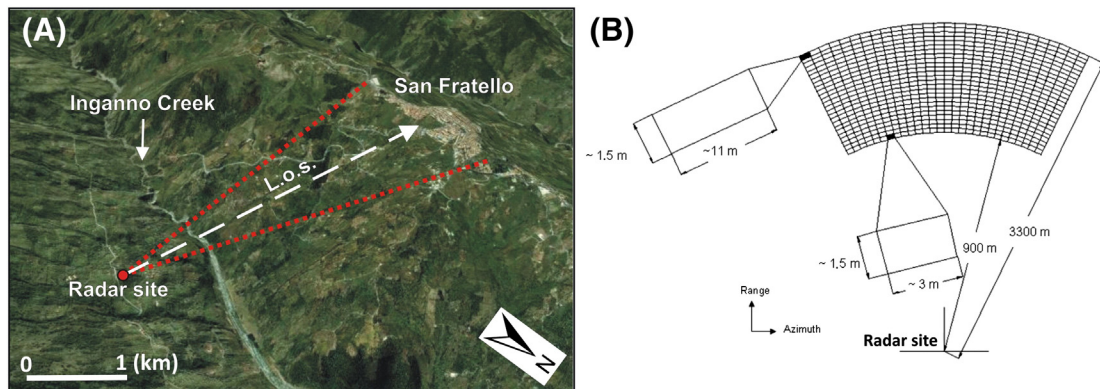 (A)
Inganno Creek
San Fratello
L.o.s.
Radar site
0 1 (km)
N
(B)
~ 1.5 m
~11 m
~ 1,5 m
~ 3 m
900 m
3300 m
Range
Azimuth
Radar site